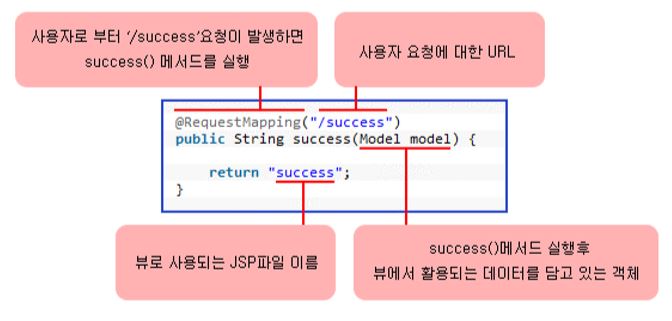 사용자로 부터 ‘/success’요청이 발생하면
success() 메서드를 실행
사용자 요청에 대한 URL
@RequestMapping("/success")
public String success(Model model) {
return "success";
}
뷰로 사용되는 JSP파일 이름
success()메서드 실행후
뷰에서 활용되는 데이터를 담고 있는 객체